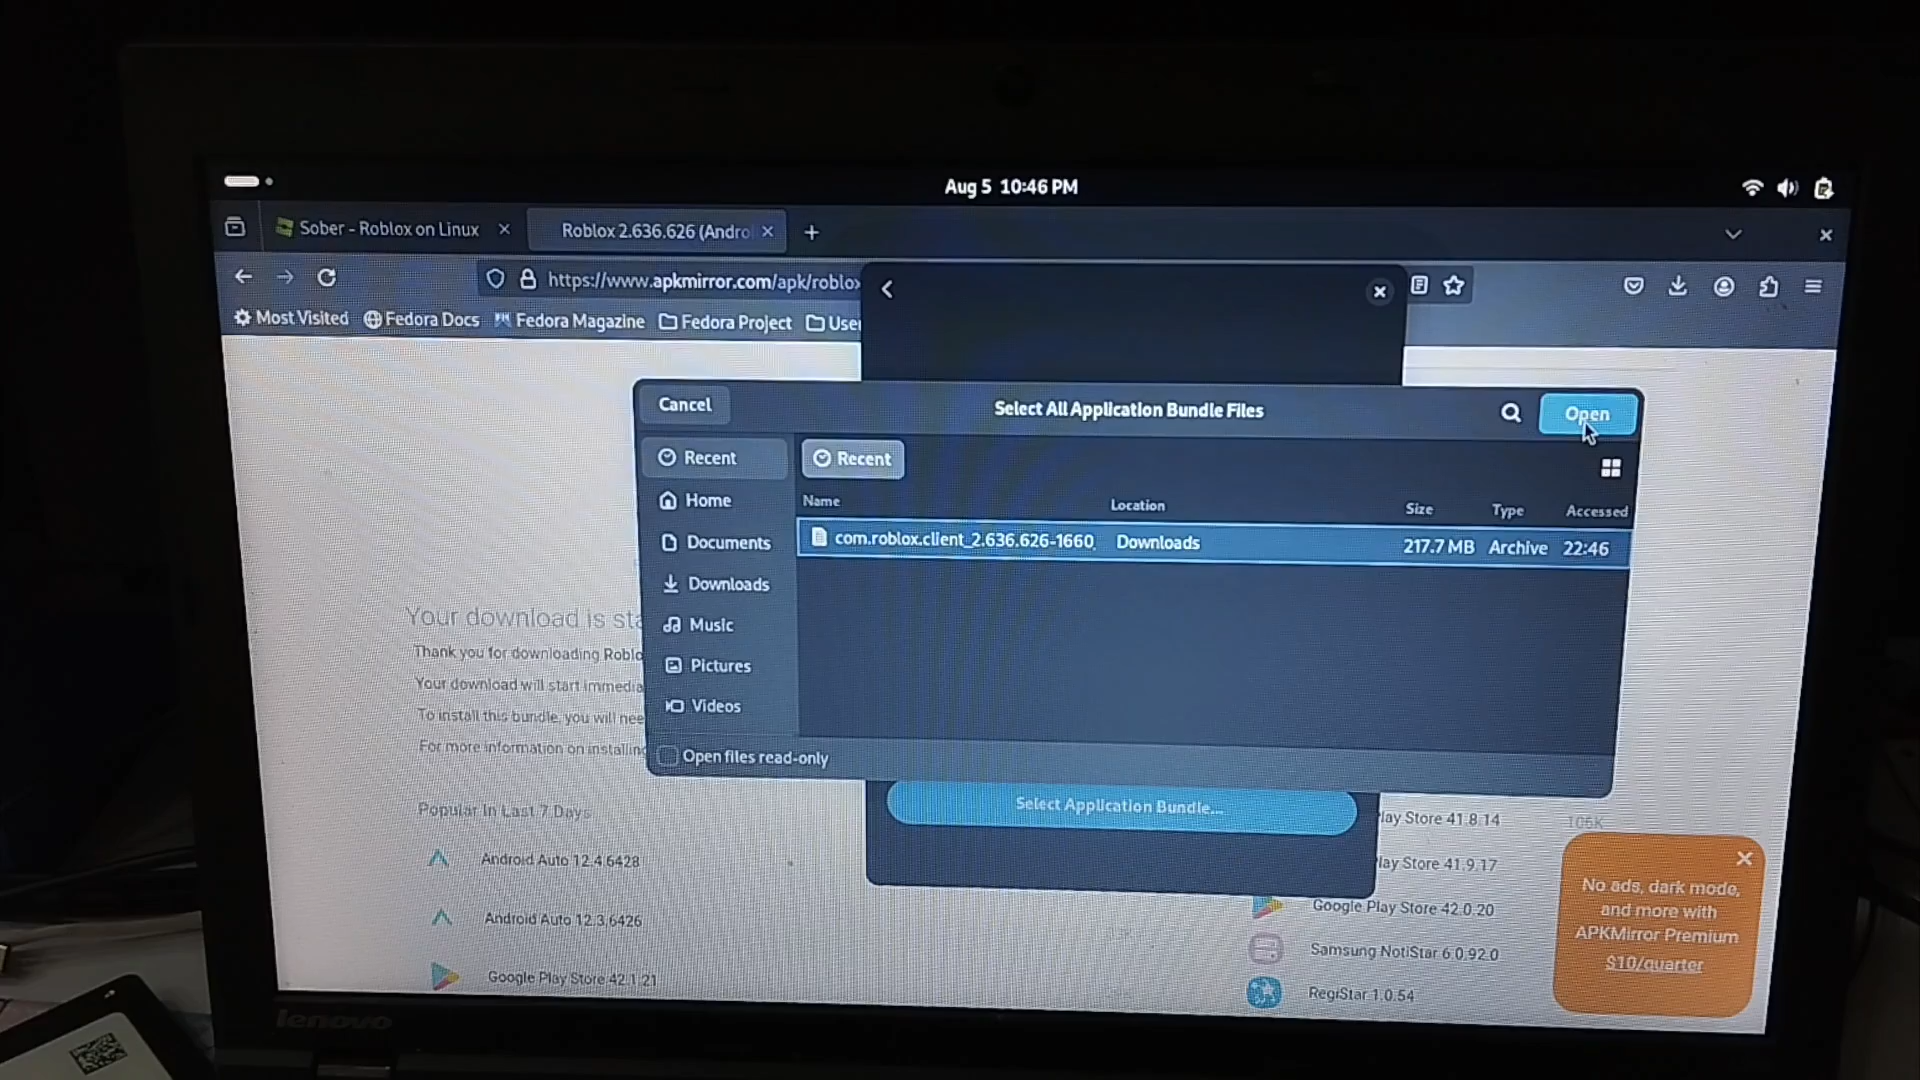 Aug 5 10:46 PM
Sober - Roblox on Linux
Roblox 2.636.626 (Andro
https://www.apkmirror.com/apk/roblox
Most Visited
Fedora Docs
Fedora Magazine
Fedora Project
User
Cancel
Select All Application Bundle Files
Open
Recent
Home
Documents
Downloads
Music
Pictures
Videos
Recent
Name
Location
Size
Type
Accessed
com.roblox.client_2.636.626-1660
Downloads
217.7 MB
Archive
22:46
Open files read-only
Select Application Bundle...
Your download is sta
Thank you for downloading Roblo
Your download will start immedia
To install this bundle, you will nee
For more information on installing
Popular In Last 7 Days
Android Auto 12.4.6428
Android Auto 12.3.6426
Google Play Store 42.1.21
lay Store 41.8.14
106K
lay Store 41.9.17
Google Play Store 42.0.20
Samsung NotiStar 6.0.92.0
RegiStar 1.0.54
No ads, dark mode,
and more with
APKMirror Premium
$10/quarter
lenovo